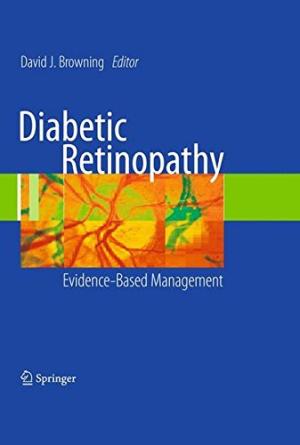 David J. Browning Editor
Diabetic
Retinopathy
Evidence-Based Management
Springer